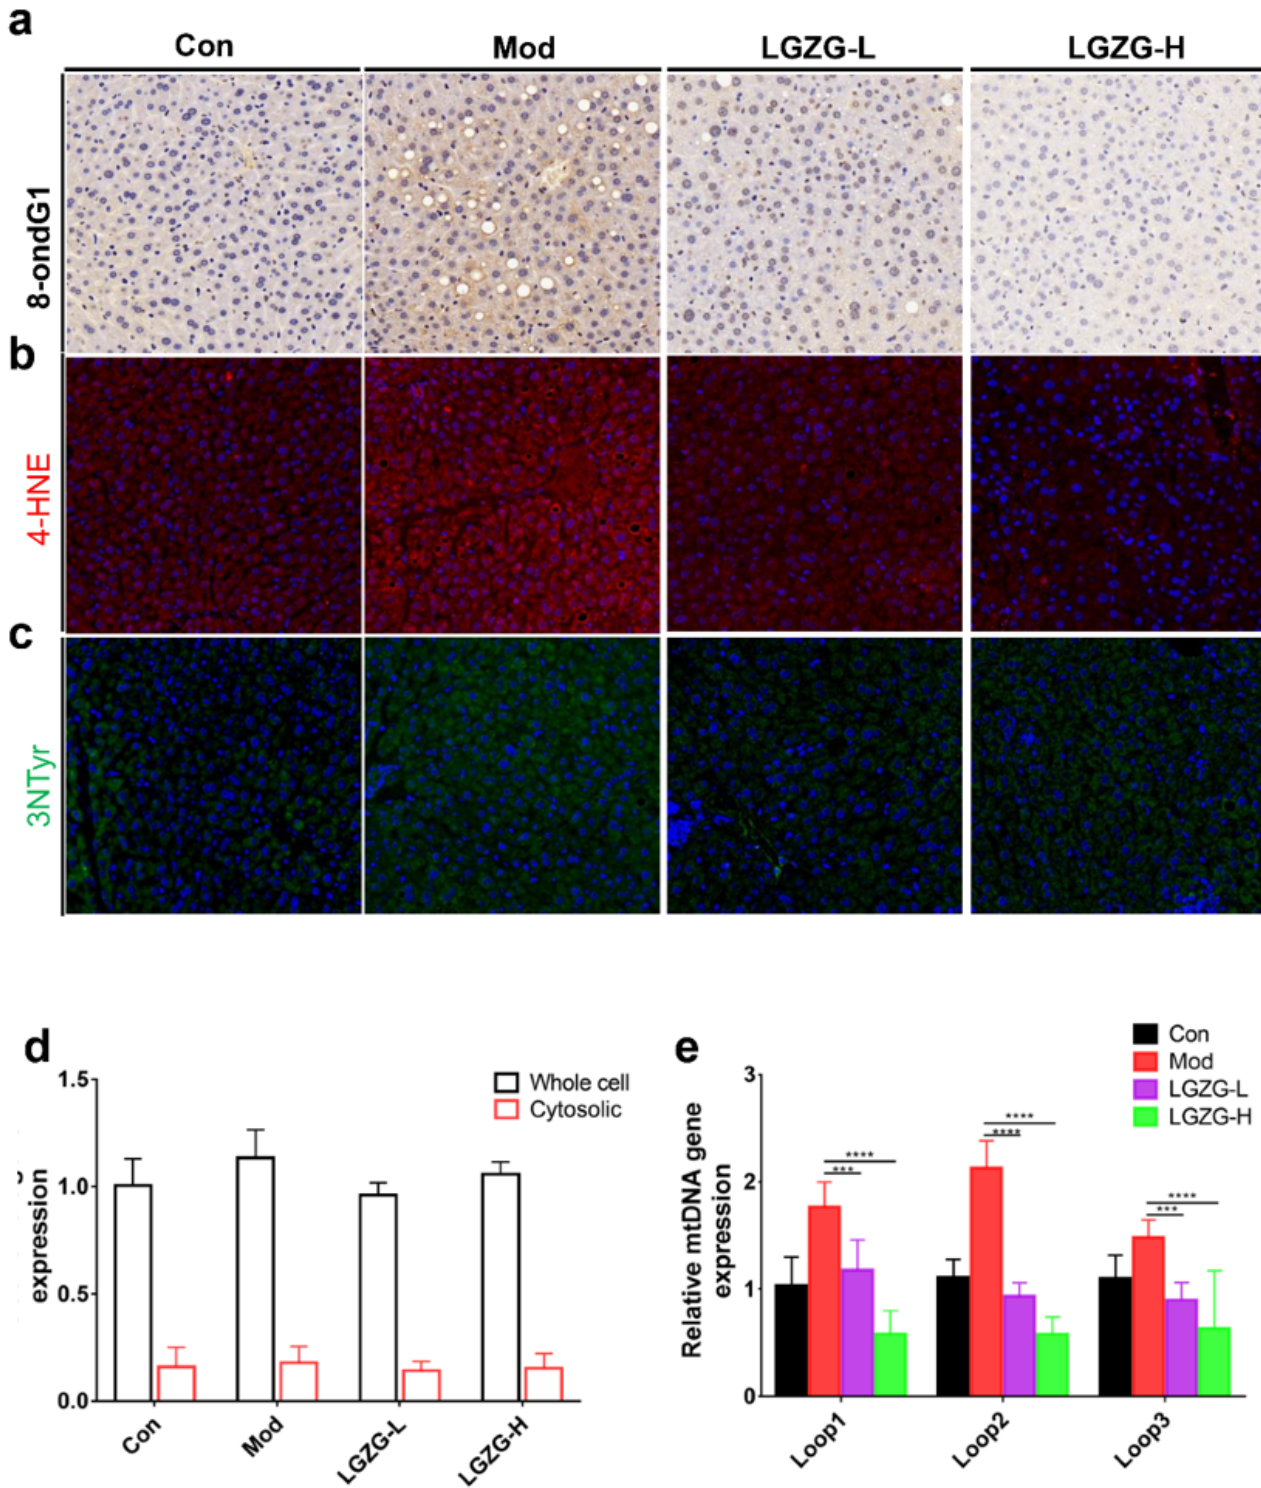 a
Con Mod LGZG-L LGZG-H
8-ondG1
b
4-HNE
c
3NTyr
d
1.5
1.0
0.5
0.0
expression
Whole cell
Cytosolic
Con Mod LGZG-L LGZG-H
e
Con
Mod
LGZG-L
LGZG-H
3
2
1
0
Relative mtDNA gene
expression
*** ****
**** ****
*** ****
Loop1 Loop2 Loop3